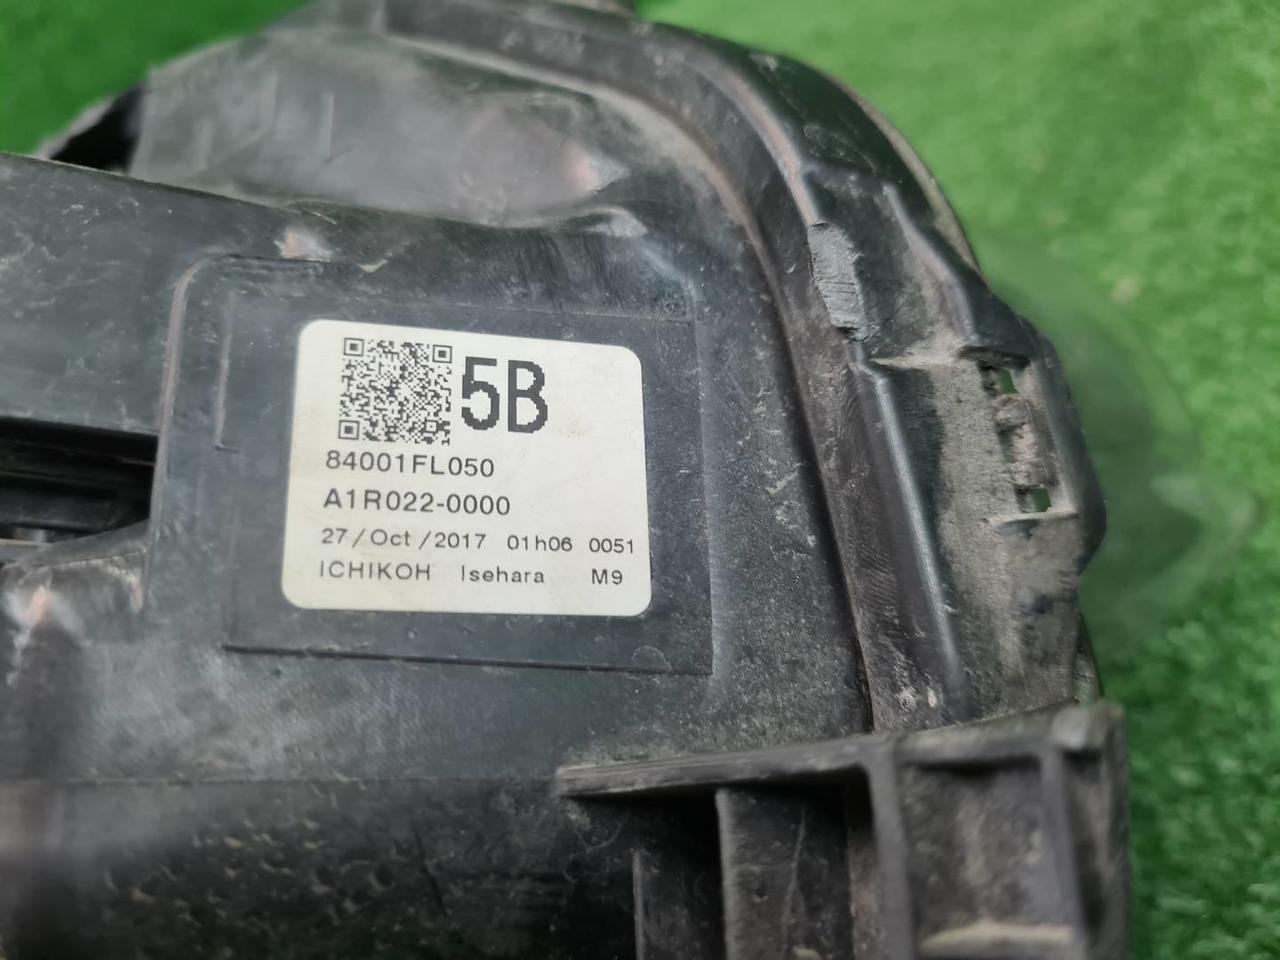 5B
84001FL050
A1R022-0000
27/Oct/2017 01h06 0051
ICHIKOH Isehara M9